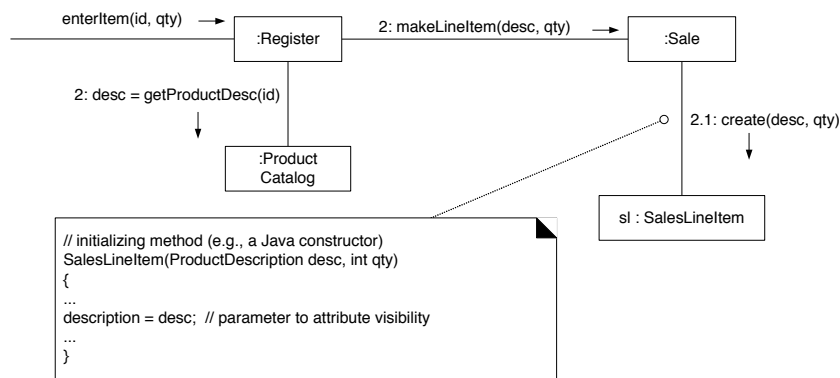 enterItem(id, qty)
:Register
2: makeLineItem(desc, qty)
:Sale
2: desc = getProductDesc(id)
2.1: create(desc, qty)
:Product
Catalog
sl : SalesLineItem
// initializing method (e.g., a Java constructor)
SalesLineItem(ProductDescription desc, int qty)
{
...
description = desc;  // parameter to attribute visibility
...
}